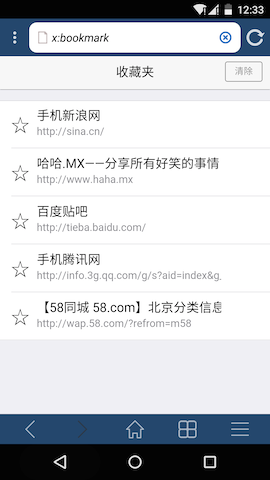 12:33
x:bookmark
收藏夹
清除
手机新浪网
http://sina.cn/
哈哈.MX——分享所有好笑的事情
http://www.haha.mx
百度贴吧
http://tieba.baidu.com/
手机腾讯网
http://info.3g.qq.com/g/s?aid=index&g_
【58同城 58.com】北京分类信息
http://wap.58.com/?refrom=m58